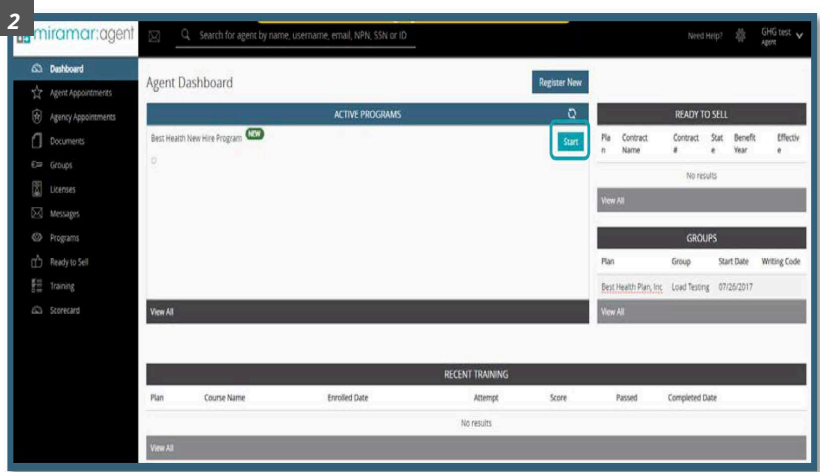 2
miramar:agent
Search for agent by name, username, email, NPN, SSN or ID
Need Help?
GHG test
agent
Dashboard
Agent Appointments
Agency Appointments
Documents
Groups
Licenses
Messages
Programs
Ready to Sell
Training
Scorecard
Agent Dashboard
Register New
ACTIVE PROGRAMS
Best Health New Hire Program NEW
Start
View All
READY TO SELL
Pla Contract Contract Stat Benefit Effectiv
n Name # e Year e
No results
View All
GROUPS
Plan Group Start Date Writing Code
Best Health Plan, Inc Load Testing 07/26/2017
View All
RECENT TRAINING
Plan Course Name Enrolled Date Attempt Score Passed Completed Date
No results
View All